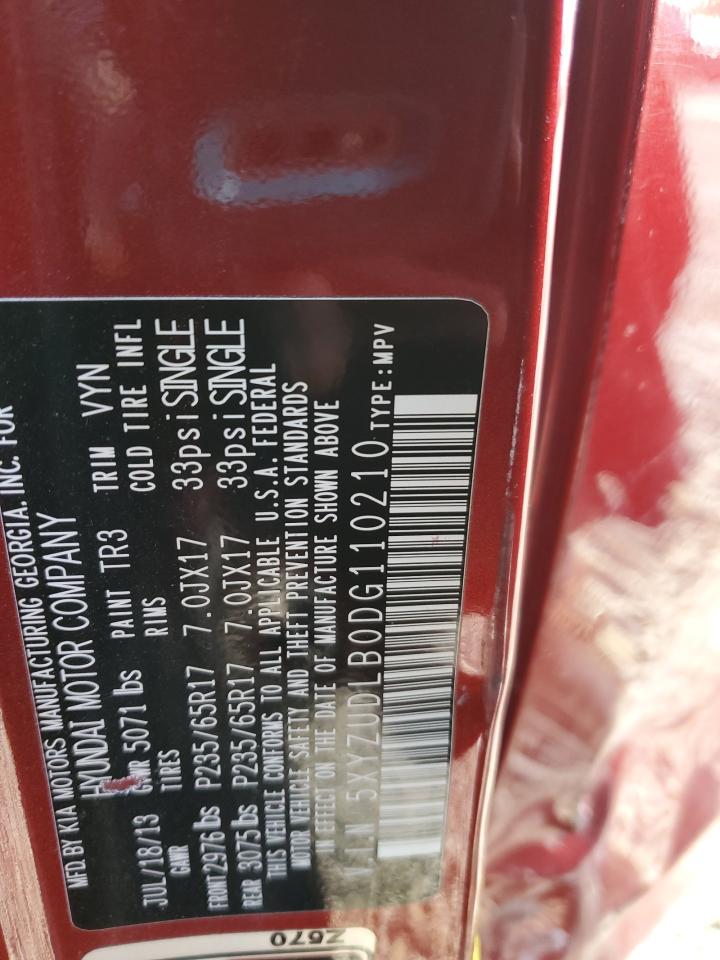 MFD.BY KIA MOTORS MANUFACTURING GEORGIA. INC. FOR
HYUNDAI MOTOR COMPANY
JUL/18/13 GVWR 5071 lbs PAINT TR3 TRIM VYN
GAWR TIRES RIMS COLD TIRE INFL
FRONT 2976 lbs P235/65R17 7.0JX17 33psi SINGLE
REAR 3075 lbs P235/65R17 7.0JX17 33psi SINGLE
THIS VEHICLE CONFORMS TO ALL APPLICABLE U.S.A. FEDERAL
MOTOR VEHICLE SAFETY AND THEFT PREVENTION STANDARDS
IN EFFECT ON THE DATE OF MANUFACTURE SHOWN ABOVE
V.I.N 5XYZUDLB0DG110210 TYPE:MPV
Z570